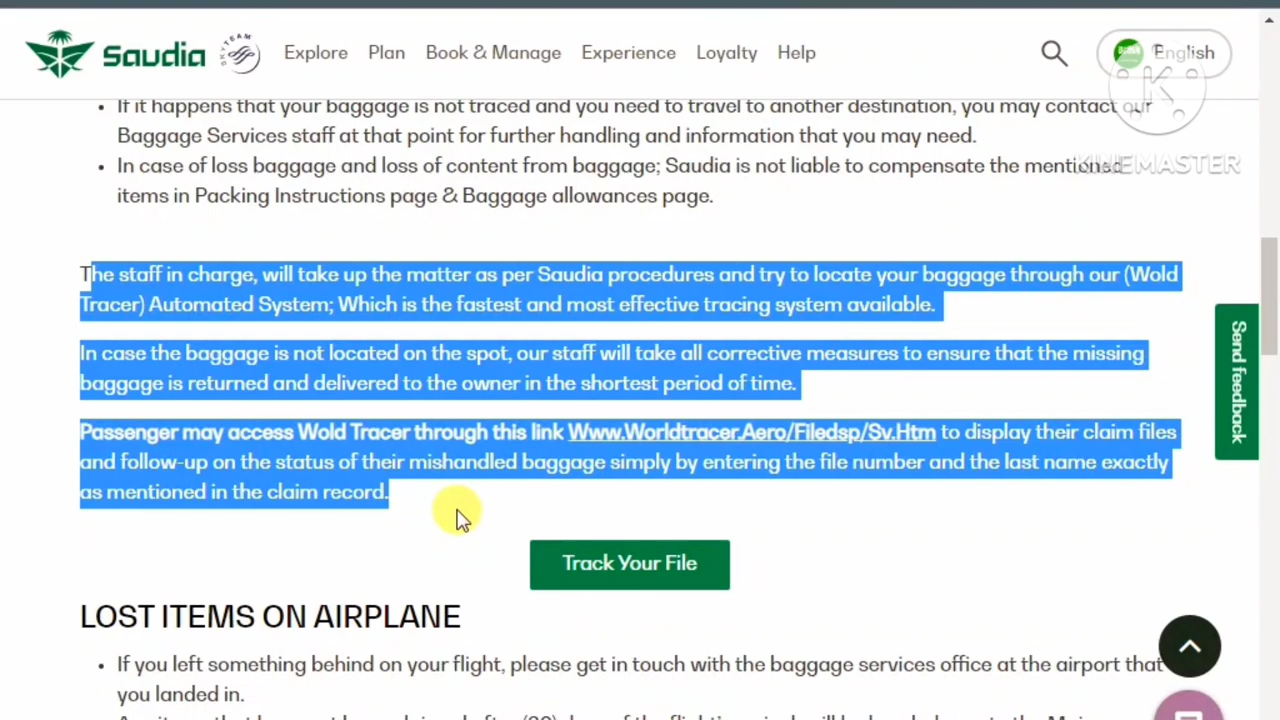 Saudia
SKYTEAM
Explore Plan Book & Manage Experience Loyalty Help
English
K
KINEMASTER
If it happens that your baggage is not traced and you need to travel to another destination, you may contact our
Baggage Services staff at that point for further handling and information that you may need.
In case of loss baggage and loss of content from baggage; Saudia is not liable to compensate the mentioned
items in Packing Instructions page & Baggage allowances page.
The staff in charge, will take up the matter as per Saudia procedures and try to locate your baggage through our (Wold
Tracer) Automated System; Which is the fastest and most effective tracing system available.
In case the baggage is not located on the spot, our staff will take all corrective measures to ensure that the missing
baggage is returned and delivered to the owner in the shortest period of time.
Passenger may access Wold Tracer through this link Www.Worldtracer.Aero/Filedsp/Sv.Htm to display their claim files
and follow-up on the status of their mishandled baggage simply by entering the file number and the last name exactly
as mentioned in the claim record.
Send feedback
Track Your File
LOST ITEMS ON AIRPLANE
If you left something behind on your flight, please get in touch with the baggage services office at the airport that
you landed in.